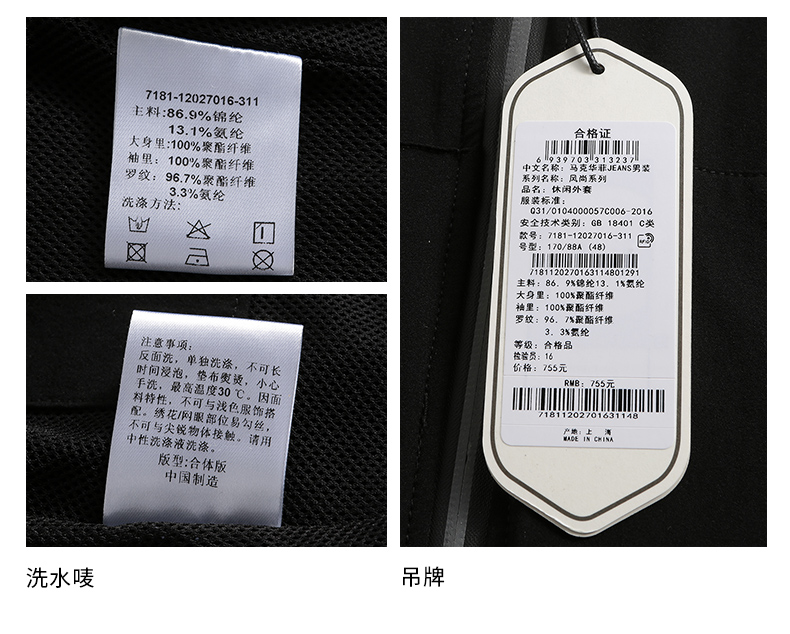 7181-12027016-311
主料:86.9%锦纶
13.1%氨纶
大身里:100%聚酯纤维
袖里：100%聚酯纤维
罗纹：96.7%聚酯纤维
3.3%氨纶
洗涤方法:
注意事项:
反面洗，单独洗涤，不可长
时间浸泡，垫布熨烫，小心
手洗，最高温度30℃。因面
料特性，不可与浅色服饰搭
配。绣花/网眼部位易勾丝，
不可与尖锐物体接触。请用
中性洗涤液洗涤。
版型:合体版
中国制造
洗水唛
合格证
6 939703 313237
中文名称：马克华菲JEANS男装
系列名称：风尚系列
品名：休闲外套
服装标准：
Q31/0104000057C006-2016
安全技术类别：GB 18401 C类
款号：7181-12027016-311
号型：170/88A (48)
718112027016311480 1291
主料：86.9%锦纶13.1%氨纶
大身里：100%聚酯纤维
袖里：100%聚酯纤维
罗纹：96.7%聚酯纤维
3.3%氨纶
等级：合格品
检验员：16
价格：755元
RMB：755元
71811202701631148
产地：上 海
MADE IN CHINA
吊牌